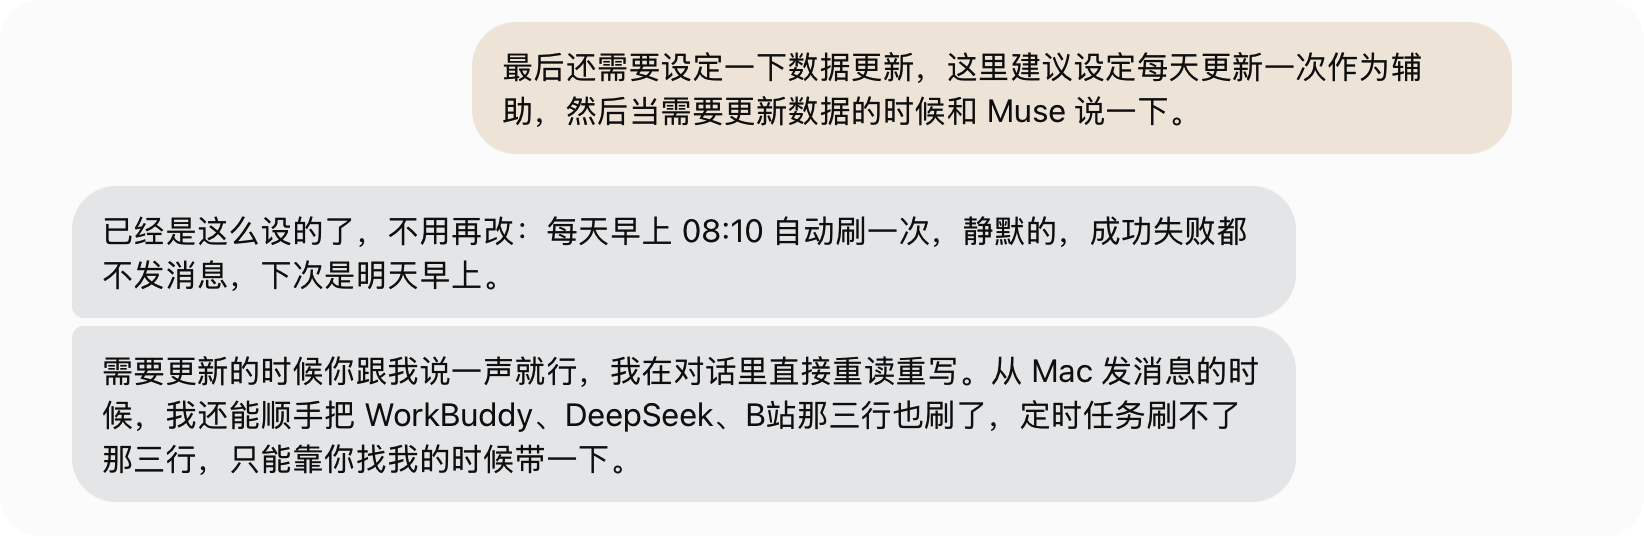 最后还需要设定一下数据更新，这里建议设定每天更新一次作为辅
助，然后当需要更新数据的时候和 Muse 说一下。
已经是这么设的了，不用再改：每天早上 08:10 自动刷一次，静默的，成功失败都
不发消息，下次是明天早上。
需要更新的时候你跟我说一声就行，我在对话里直接重读重写。从 Mac 发消息的时
候，我还能顺手把 WorkBuddy、DeepSeek、B站那三行也刷了，定时任务刷不了
那三行，只能靠你找我的时候带一下。